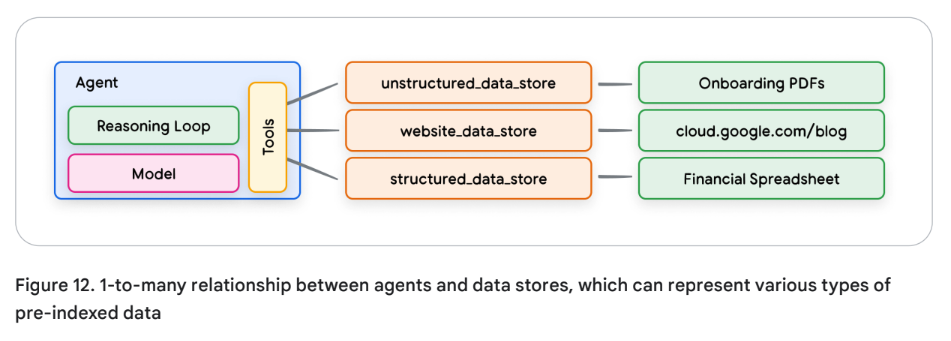 Agent
Reasoning Loop
Model
Tools
unstructured_data_store
website_data_store
structured_data_store
Onboarding PDFs
cloud.google.com/blog
Financial Spreadsheet
Figure 12. 1-to-many relationship between agents and data stores, which can represent various types of
pre-indexed data